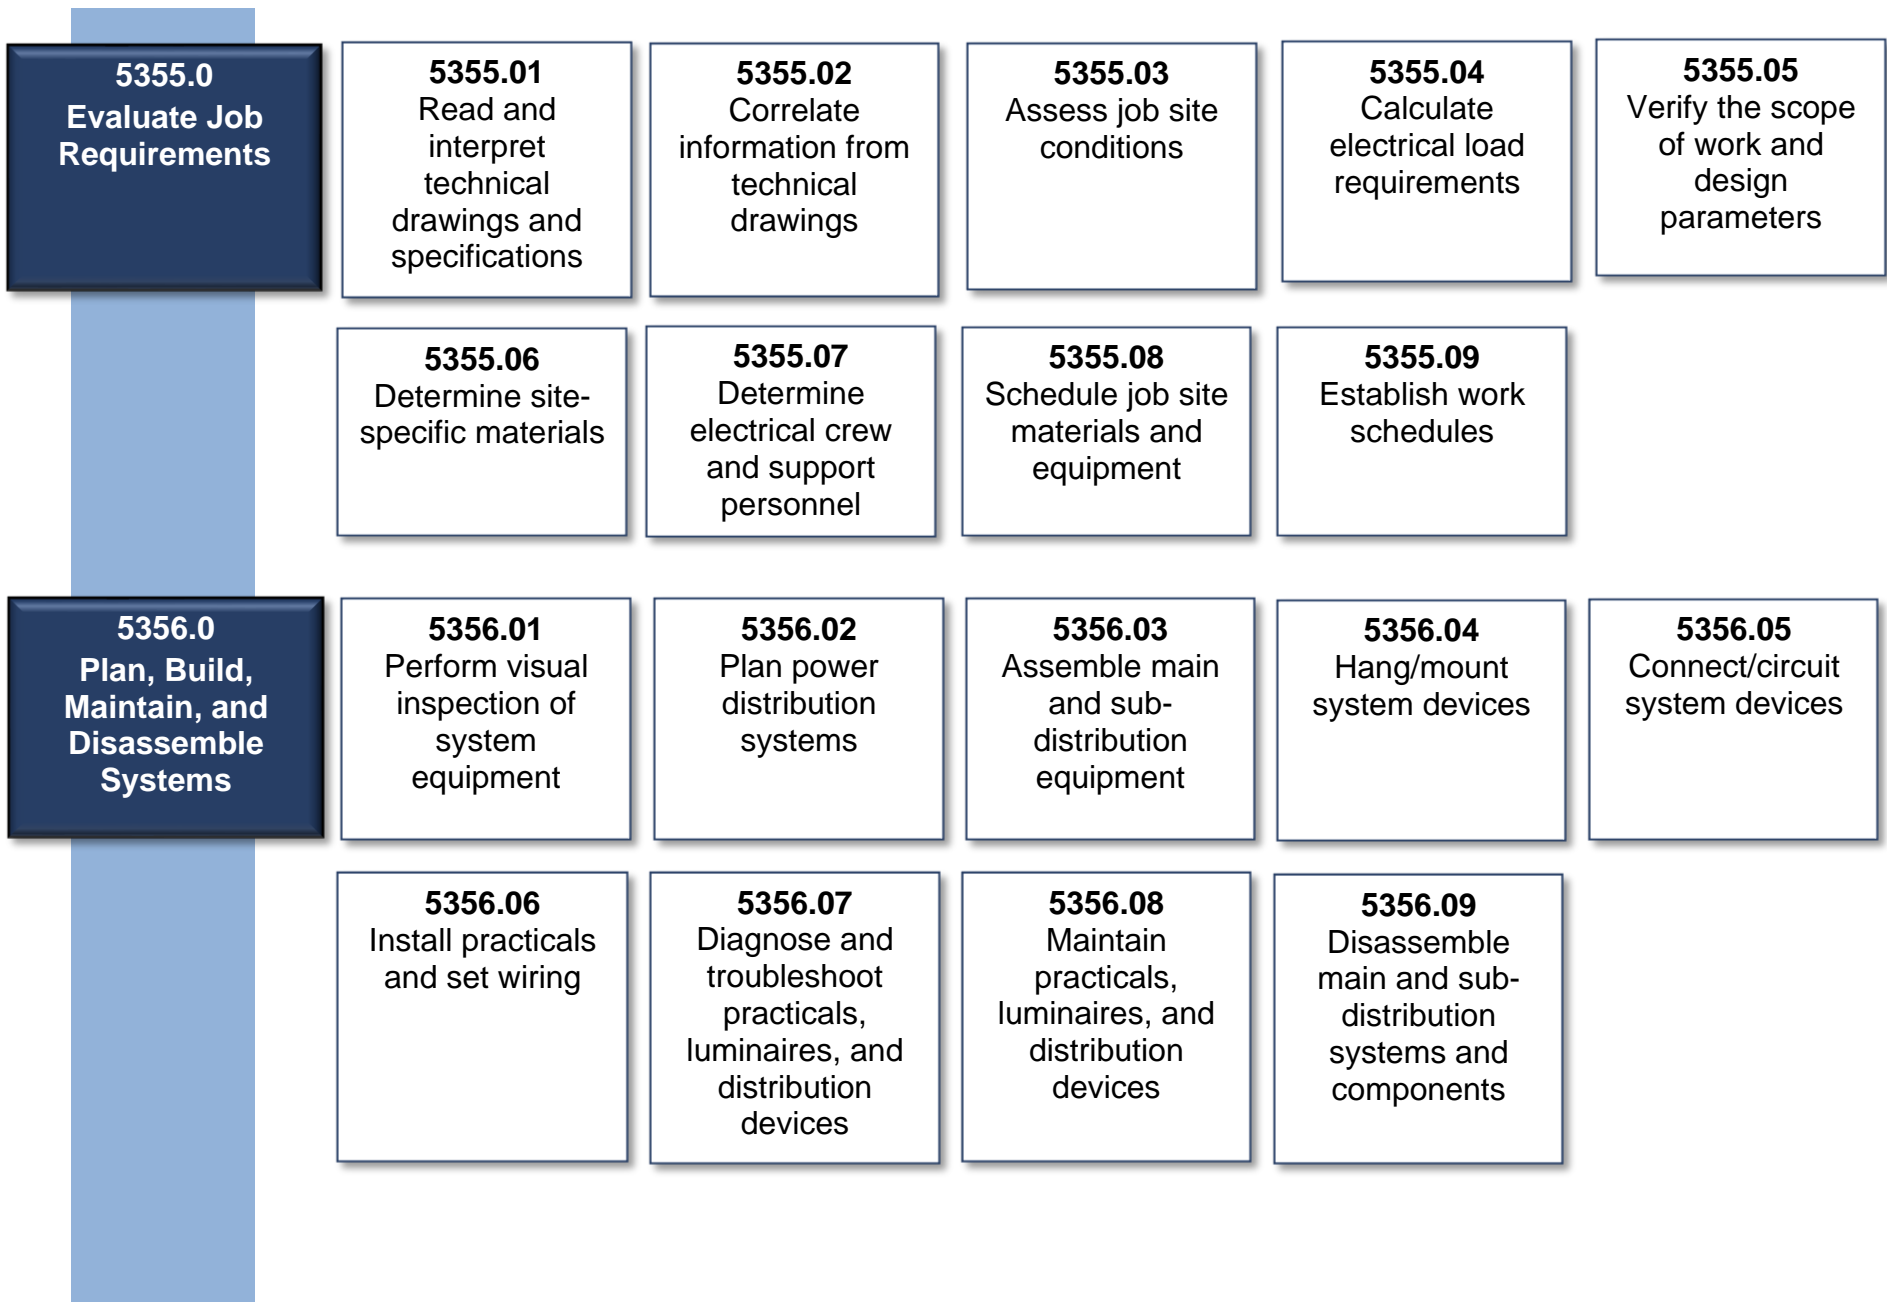 5355.0
Evaluate Job
Requirements
5355.01
Read and
interpret
technical
drawings and
specifications
5355.02
Correlate
information from
technical
drawings
5355.03
Assess job site
conditions
5355.04
Calculate
electrical load
requirements
5355.05
Verify the scope
of work and
design
parameters
5355.06
Determine site-
specific materials
5355.07
Determine
electrical crew
and support
personnel
5355.08
Schedule job site
materials and
equipment
5355.09
Establish work
schedules
5356.0
Plan, Build,
Maintain, and
Disassemble
Systems
5356.01
Perform visual
inspection of
system
equipment
5356.02
Plan power
distribution
systems
5356.03
Assemble main
and sub-
distribution
equipment
5356.04
Hang/mount
system devices
5356.05
Connect/circuit
system devices
5356.06
Install practicals
and set wiring
5356.07
Diagnose and
troubleshoot
practicals,
luminaires, and
distribution
devices
5356.08
Maintain
practicals,
luminaires, and
distribution
devices
5356.09
Disassemble
main and sub-
distribution
systems and
components